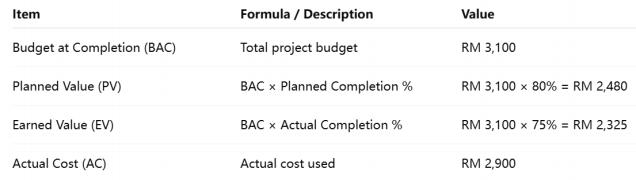 Item Formula / Description Value
Budget at Completion (BAC) Total project budget RM 3,100
Planned Value (PV) BAC × Planned Completion % RM 3,100 × 80% = RM 2,480
Earned Value (EV) BAC × Actual Completion % RM 3,100 × 75% = RM 2,325
Actual Cost (AC) Actual cost used RM 2,900